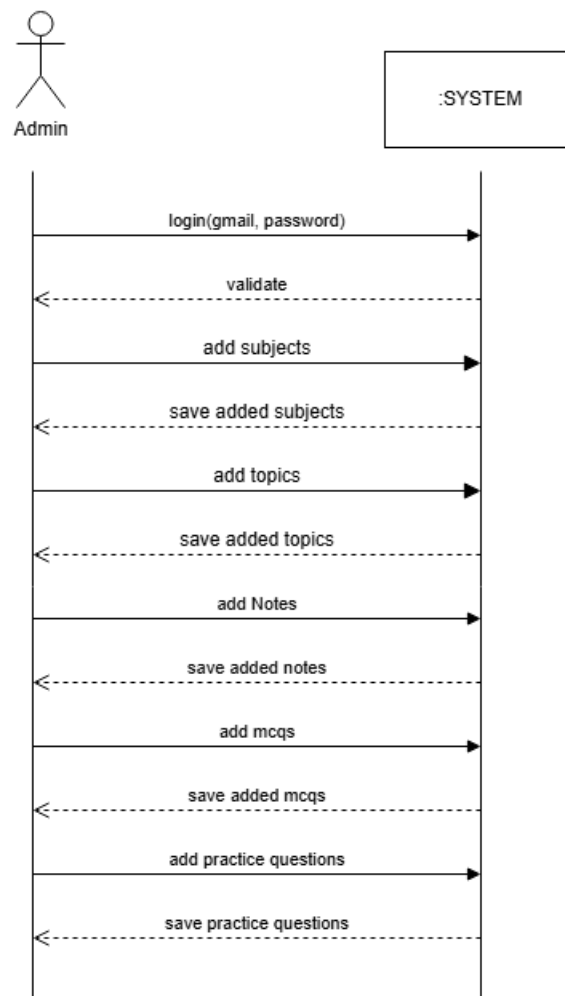 Admin
:SYSTEM
login(gmail, password)
validate
add subjects
save added subjects
add topics
save added topics
add Notes
save added notes
add mcqs
save added mcqs
add practice questions
save practice questions